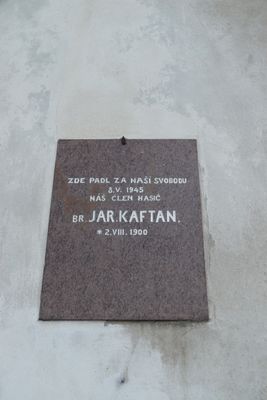 ZDE PADL ZA NAŠI SVOBODU
8.V. 1945
NÁŠ ČLEN HASIČ
BR. JAR. KAFTAN,
* 2. VIII. 1900